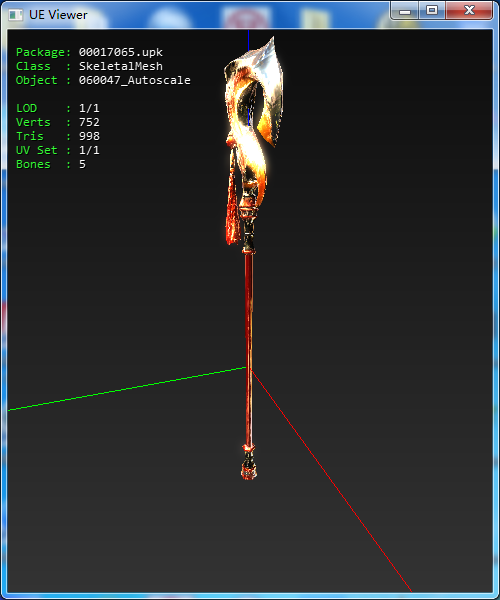 UE Viewer
Package: 00017065.upk
Class : SkeletalMesh
Object : 060047_Autoscale
LOD : 1/1
Verts : 752
Tris : 998
UV Set : 1/1
Bones : 5